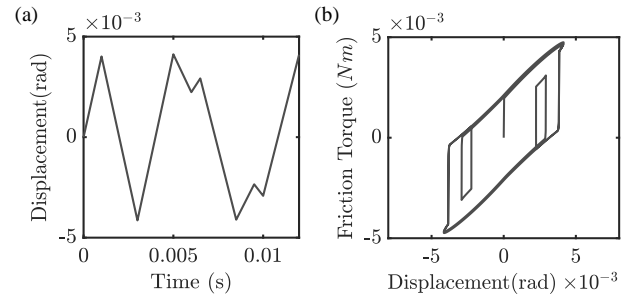 (a)
×10⁻³
5
0
-5
Displacement(rad)
0
0.005
0.01
Time (s)
(b)
×10⁻³
5
0
-5
Friction Torque (Nm)
-5
0
5
Displacement(rad) ×10⁻³